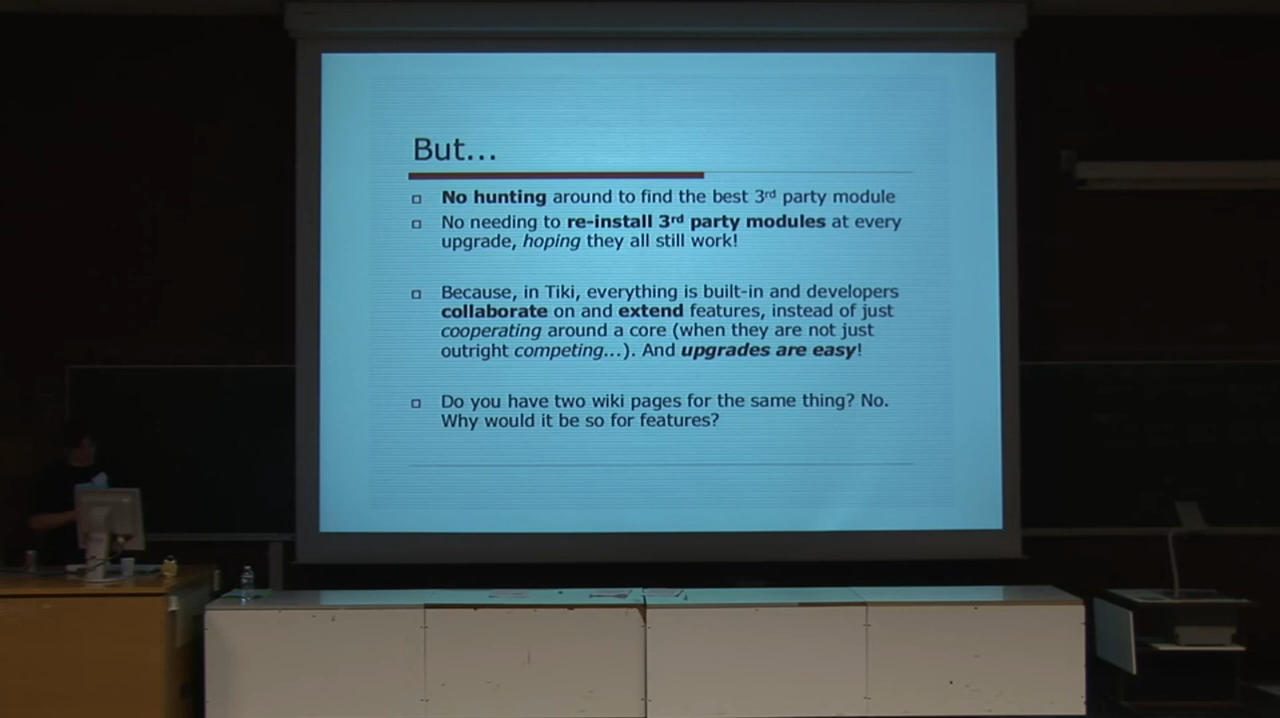 But...
No hunting around to find the best 3rd party module
No needing to re-install 3rd party modules at every
upgrade, hoping they all still work!
Because, in Tiki, everything is built-in and developers
collaborate on and extend features, instead of just
cooperating around a core (when they are not just
outright competing...). And upgrades are easy!
Do you have two wiki pages for the same thing? No.
Why would it be so for features?